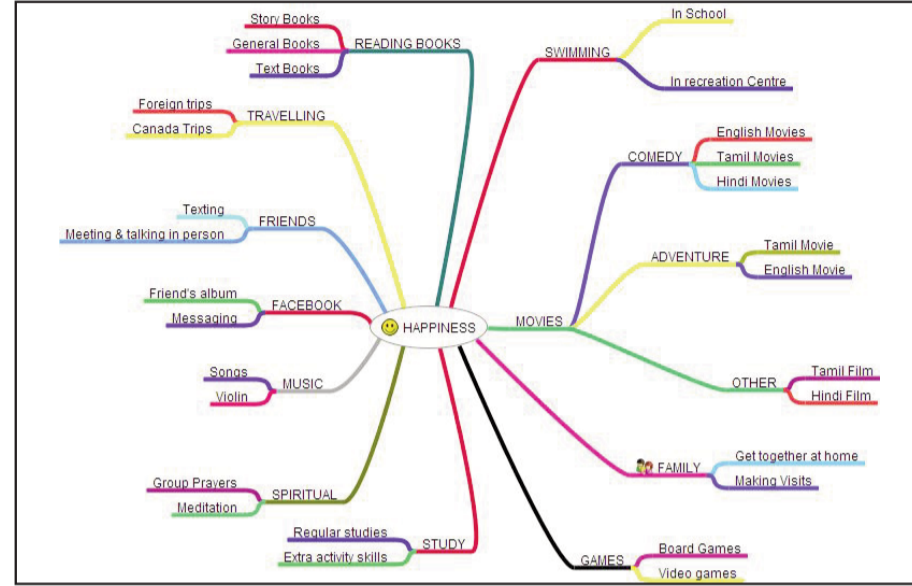 HAPPINESS
READING BOOKS
Story Books
General Books
Text Books
TRAVELLING
Foreign trips
Canada Trips
FRIENDS
Texting
Meeting & talking in person
FACEBOOK
Friend's album
Messaging
MUSIC
Songs
Violin
SPIRITUAL
Group Prayers
Meditation
STUDY
Regular studies
Extra activity skills
SWIMMING
In School
In recreation Centre
MOVIES
COMEDY
English Movies
Tamil Movies
Hindi Movies
ADVENTURE
Tamil Movie
English Movie
OTHER
Tamil Film
Hindi Film
FAMILY
Get together at home
Making Visits
GAMES
Board Games
Video games